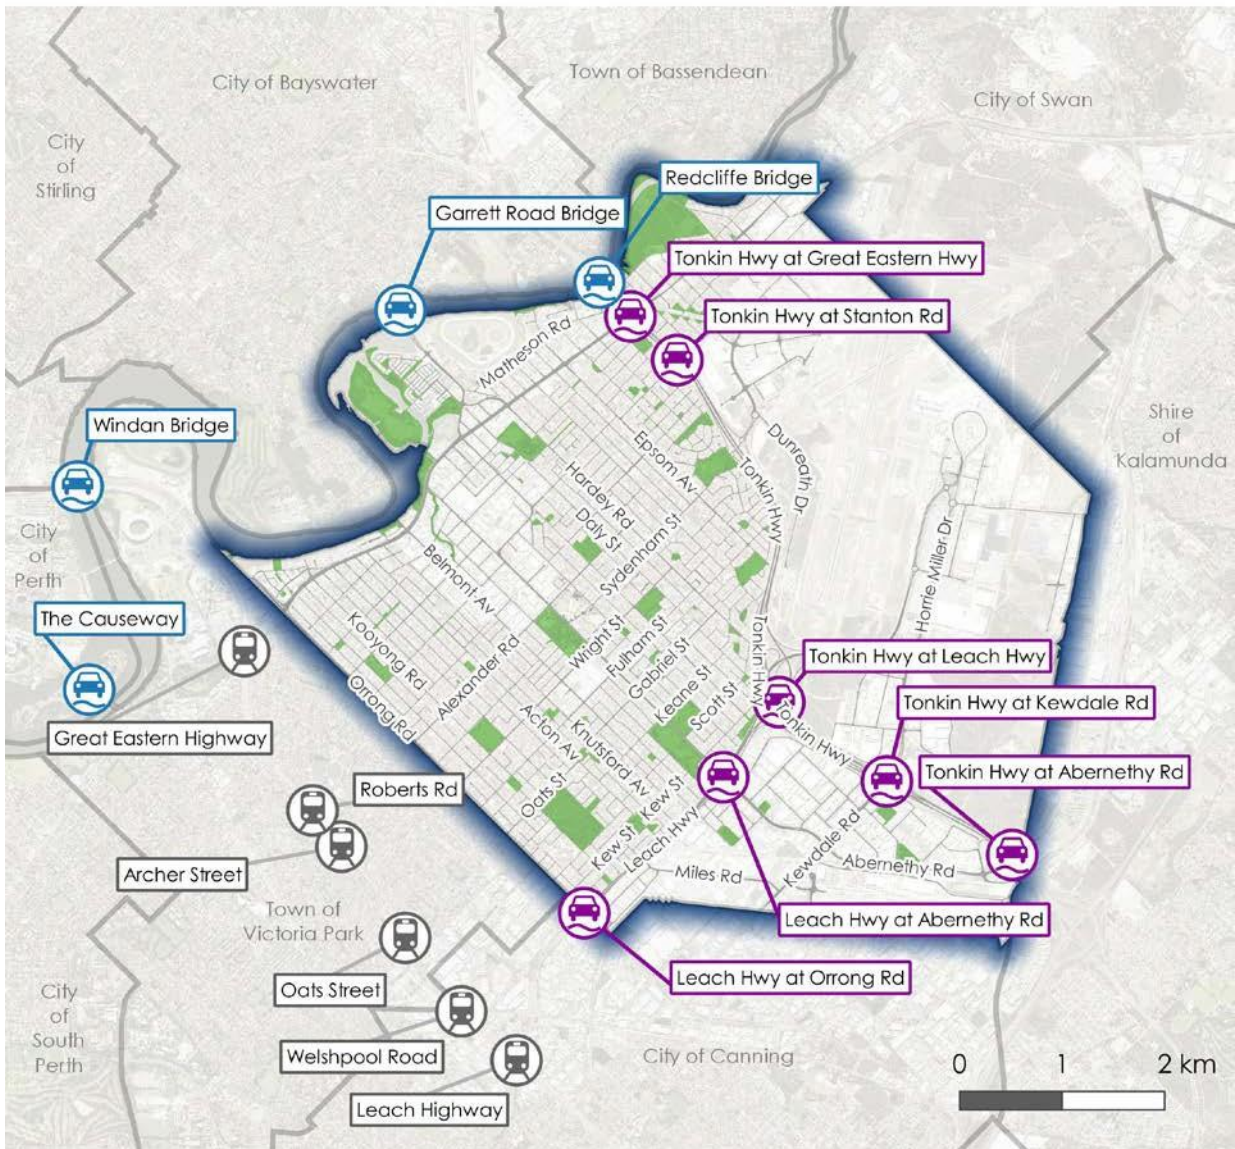 City of Bayswater
Town of Bassendean
City of Swan
City
of
Stirling
Redcliffe Bridge
Garrett Road Bridge
Tonkin Hwy at Great Eastern Hwy
Tonkin Hwy at Stanton Rd
Matheson Rd
Windan Bridge
Shire
of
Kalamunda
Epsom Av
Dunreath Dr
Tonkin Hwy
Hardey Rd
Daly St
Sydenham St
City
of
Perth
Belmont Av
Horrie Miller Dr
The Causeway
Kooyong Rd
Wright St
Fulham St
Gabriel St
Tonkin Hwy
Tonkin Hwy at Leach Hwy
Alexander Rd
Orrong Rd
Keane St
Scott St
Tonkin Hwy at Kewdale Rd
Great Eastern Highway
Acton Av
Knutsford Av
Tonkin Hwy
Tonkin Hwy at Abernethy Rd
Roberts Rd
Oats St
Kew St
Kew St
Leach Hwy
Kewdale Rd
Abernethy Rd
Miles Rd
Archer Street
Town of
Victoria Park
Leach Hwy at Abernethy Rd
Leach Hwy at Orrong Rd
Oats Street
City
of
South
Perth
Welshpool Road
City of Canning
Leach Highway
0 1 2 km